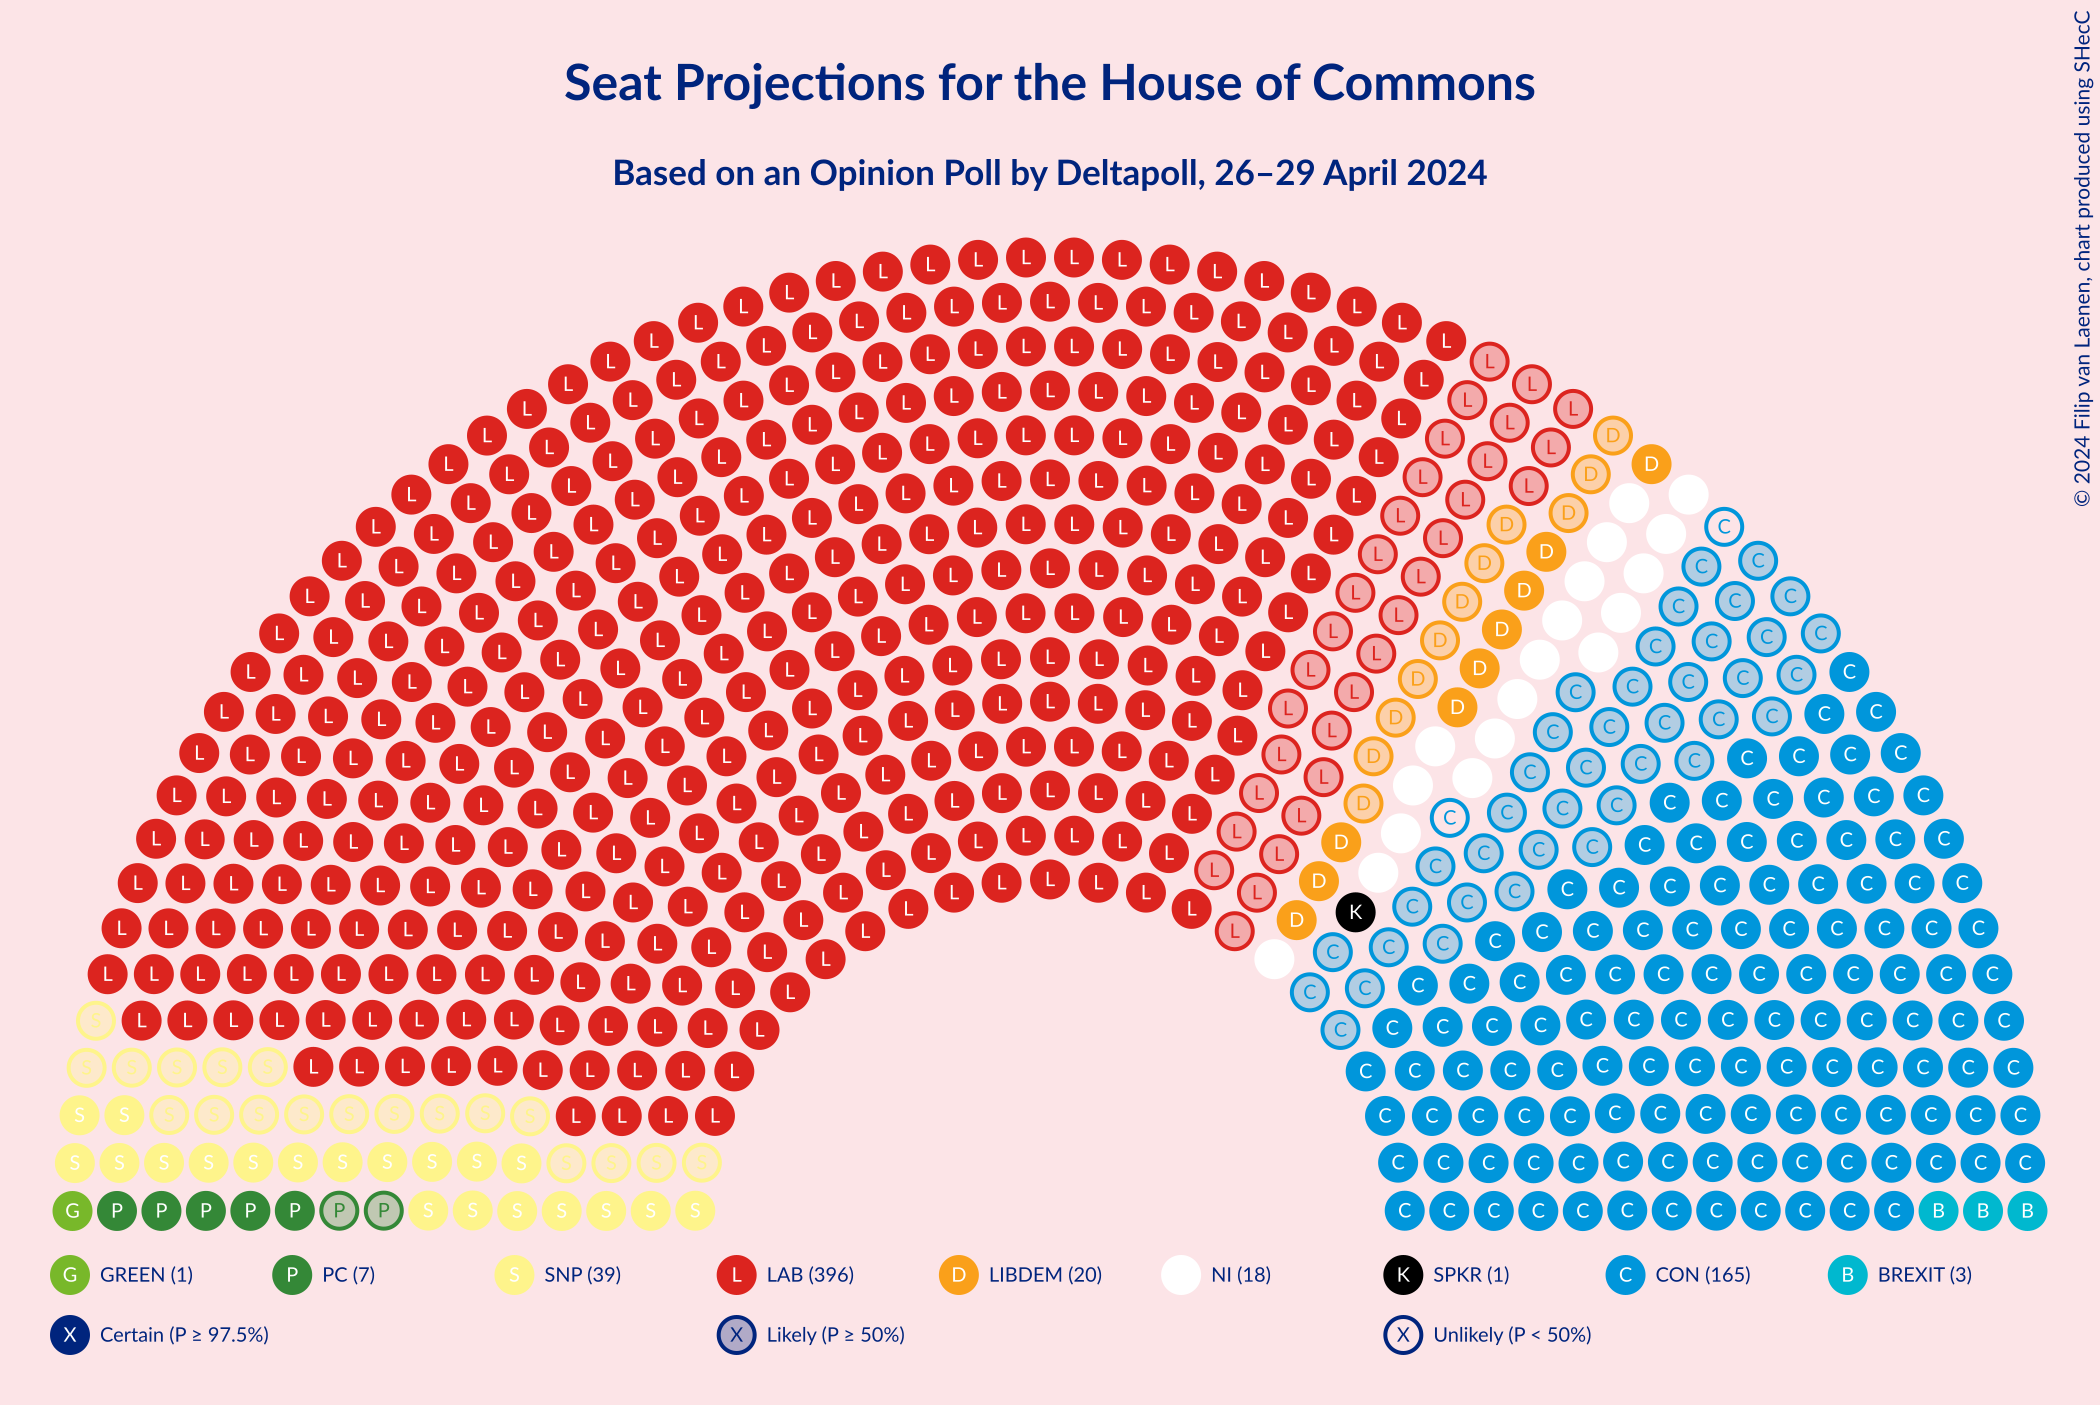 Seat Projections for the House of Commons
Based on an Opinion Poll by Deltapoll, 26–29 April 2024
© 2024 Filip van Laenen, chart produced using SHecC
G GREEN (1)
P PC (7)
S SNP (39)
L LAB (396)
D LIBDEM (20)
NI (18)
K SPKR (1)
C CON (165)
B BREXIT (3)
X Certain (P ≥ 97.5%)
X Likely (P ≥ 50%)
X Unlikely (P < 50%)